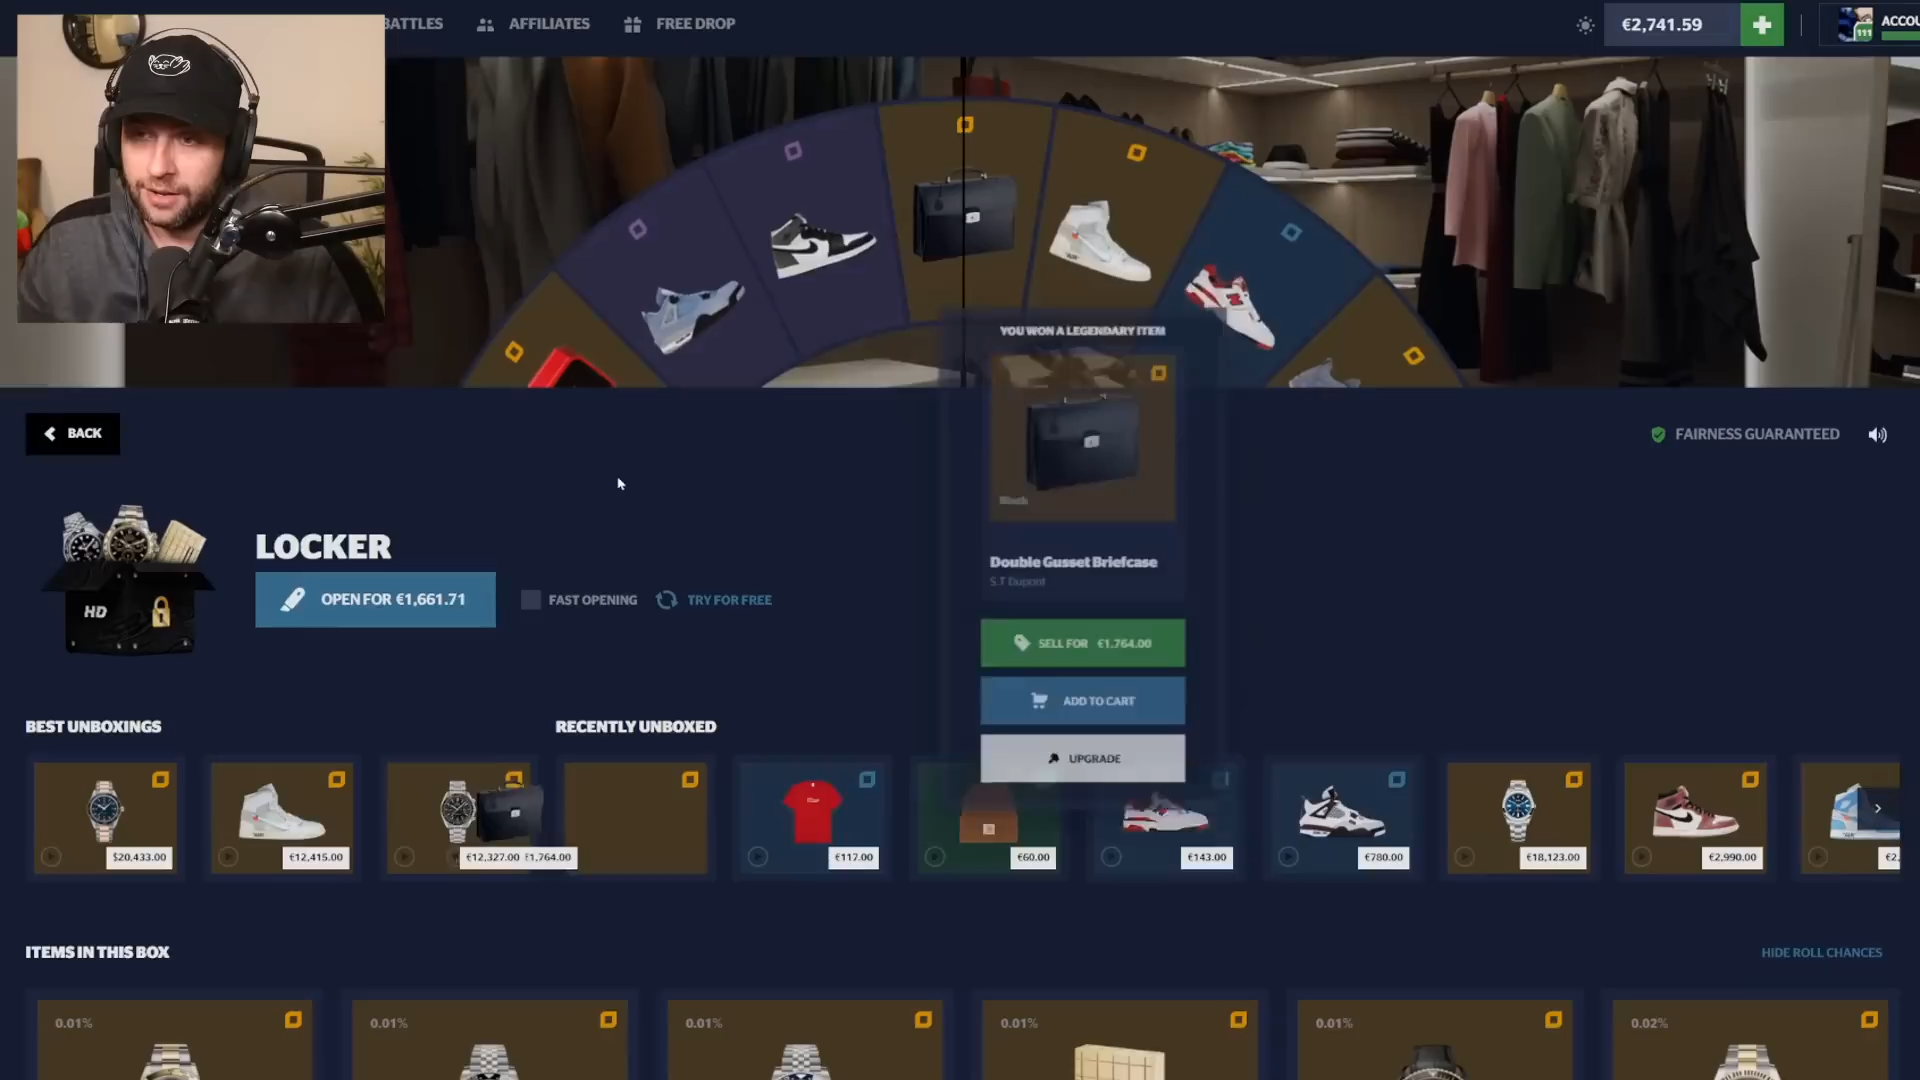 BATTLES
AFFILIATES
FREE DROP
€2,741.59
111
ACCOU
YOU WON A LEGENDARY ITEM
BACK
FAIRNESS GUARANTEED
Black
LOCKER
HD
OPEN FOR €1,661.71
FAST OPENING
TRY FOR FREE
Double Gusset Briefcase
S.T Dupont
SELL FOR €1,764.00
ADD TO CART
UPGRADE
BEST UNBOXINGS
RECENTLY UNBOXED
$20,433.00
€12,415.00
€12,327.00
€1,764.00
€117.00
€60.00
€143.00
€780.00
€18,123.00
€2,990.00
€2,
ITEMS IN THIS BOX
HIDE ROLL CHANCES
0.01%
0.01%
0.01%
0.01%
0.01%
0.02%